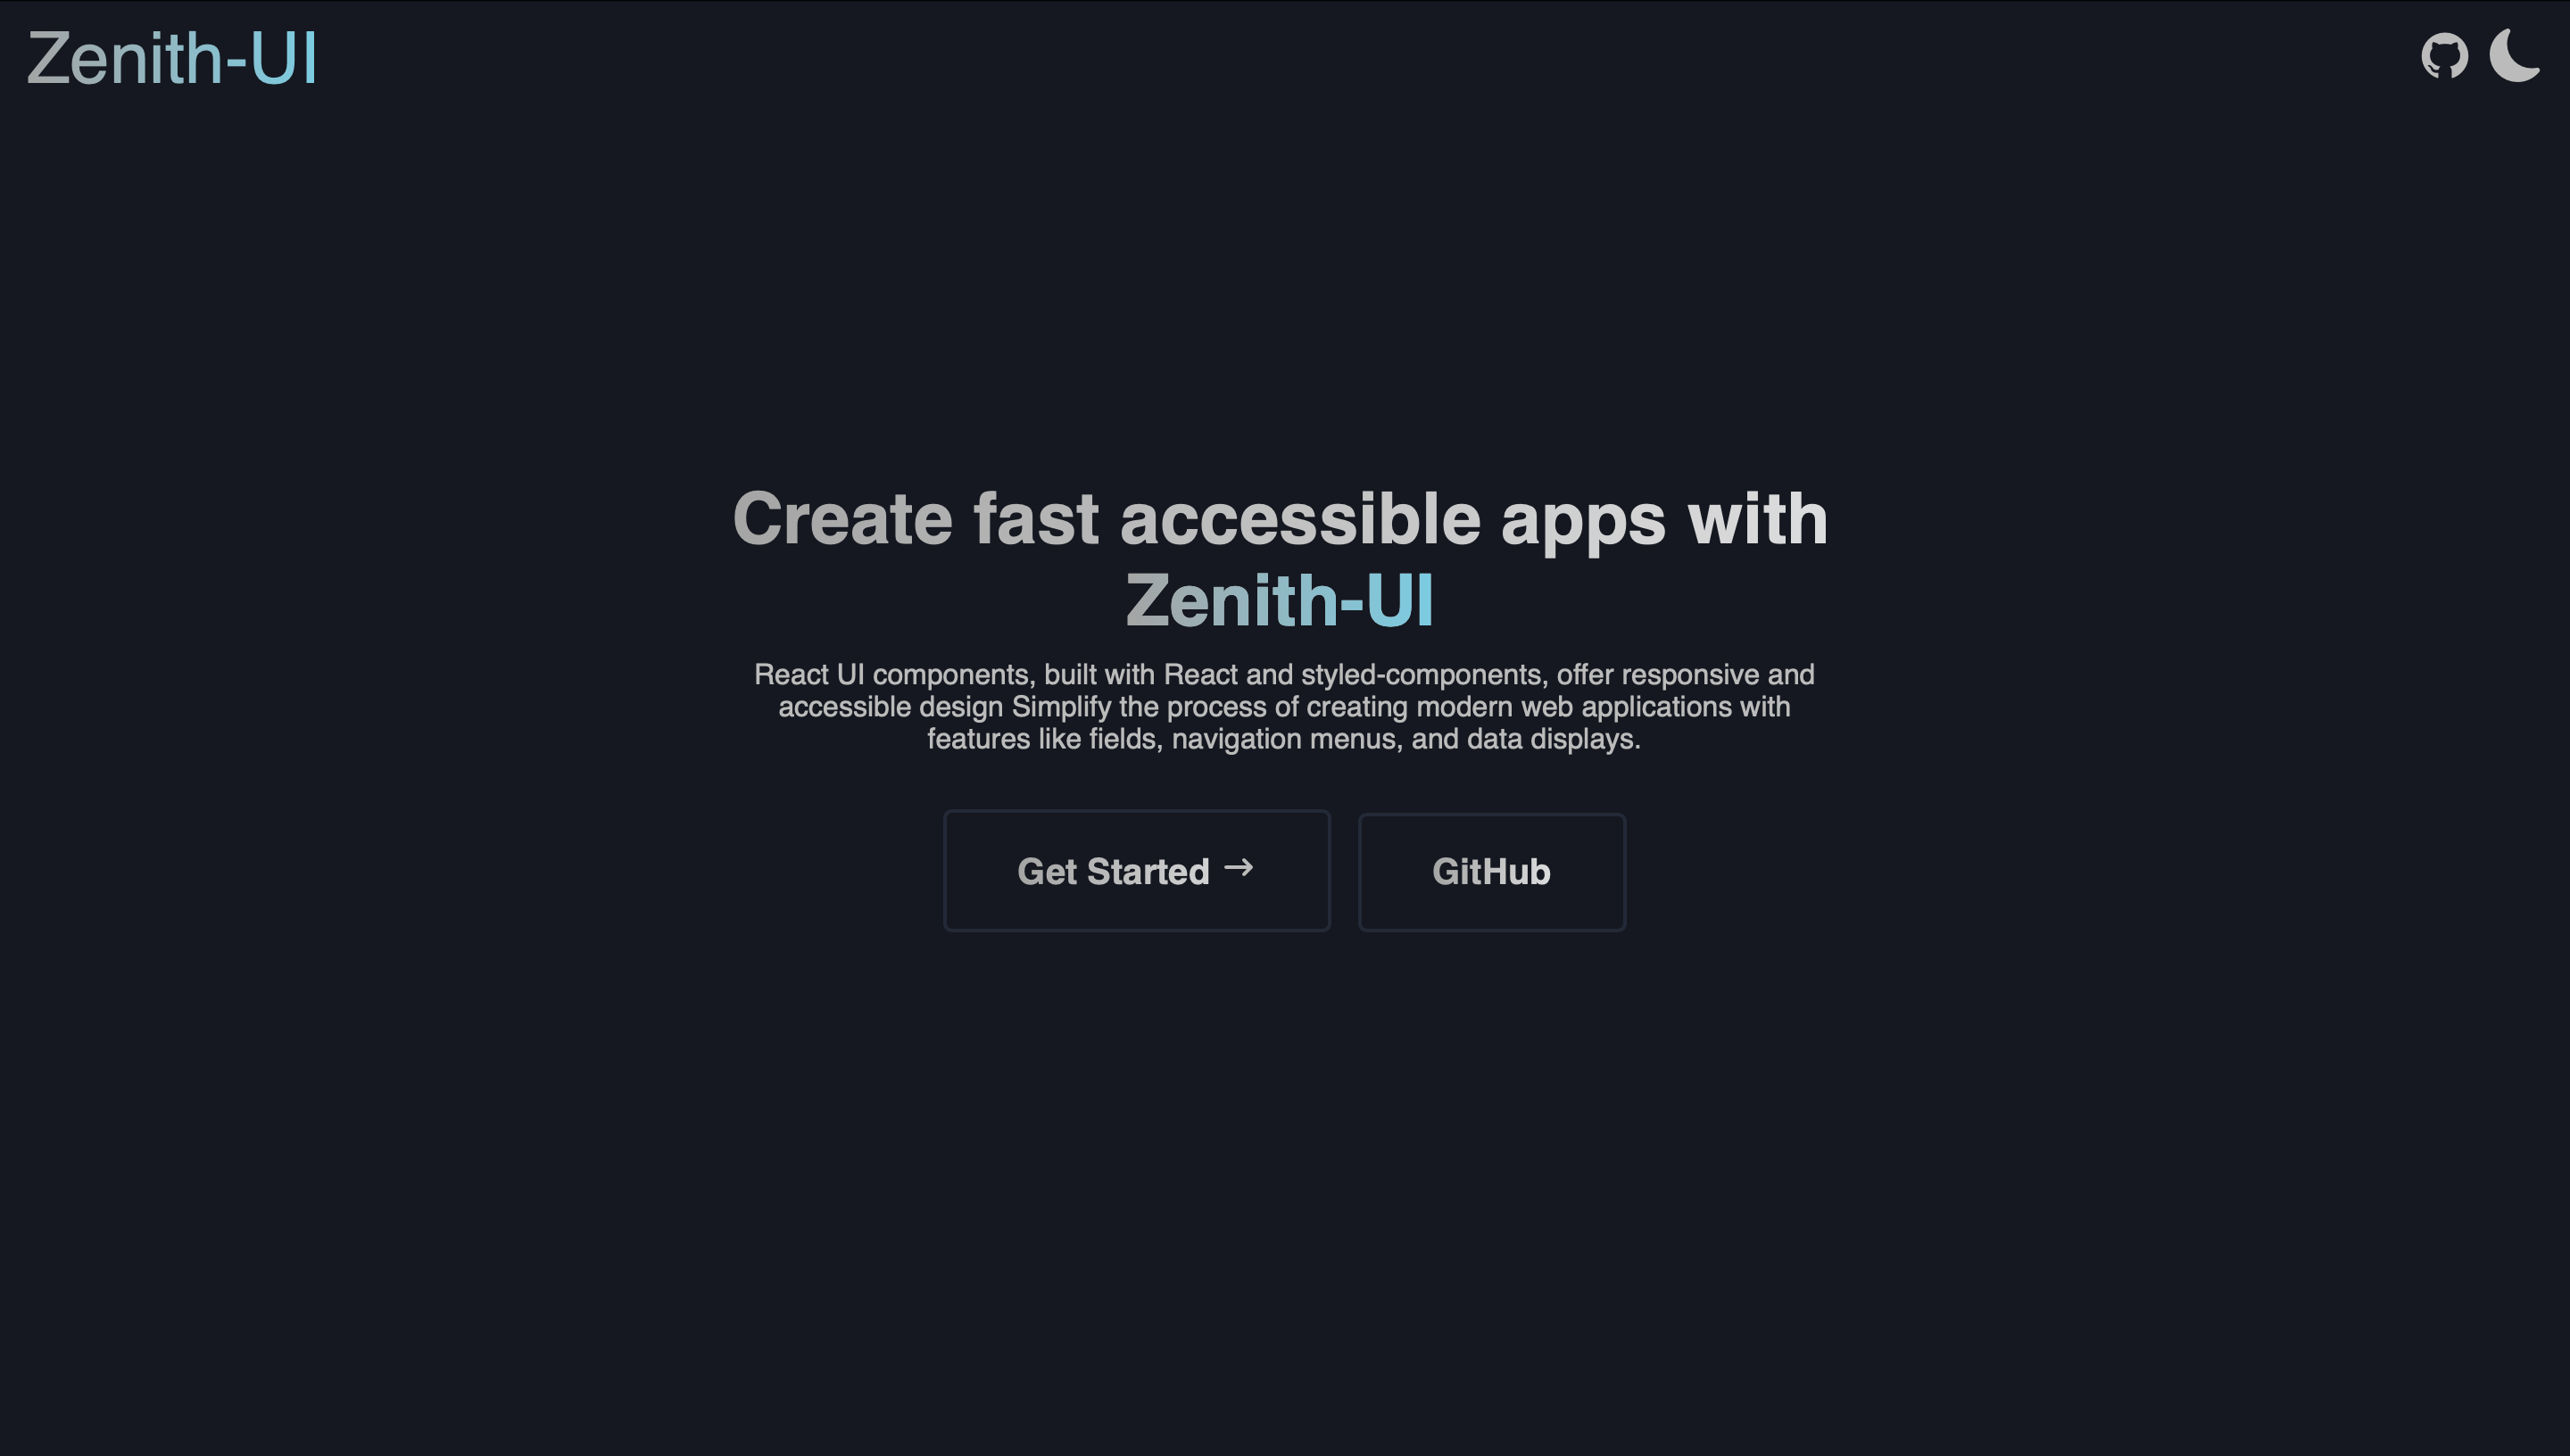 Zenith-UI
Create fast accessible apps with
Zenith-UI
React UI components, built with React and styled-components, offer responsive and
accessible design Simplify the process of creating modern web applications with
features like fields, navigation menus, and data displays.
Get Started →
GitHub